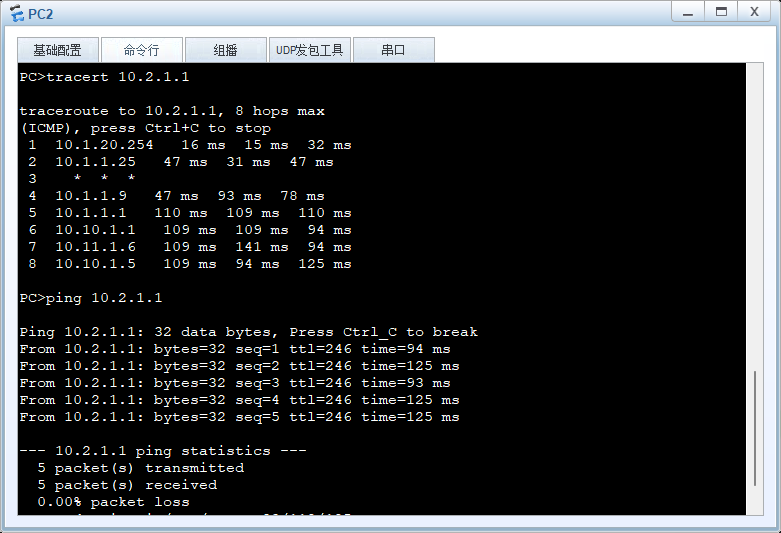 PC2
基础配置 命令行 组播 UDP发包工具 串口
PC>tracert 10.2.1.1
traceroute to 10.2.1.1, 8 hops max
(ICMP), press Ctrl+C to stop
1 10.1.20.254 16 ms 15 ms 32 ms
2 10.1.1.25 47 ms 31 ms 47 ms
3 * * *
4 10.1.1.9 47 ms 93 ms 78 ms
5 10.1.1.1 110 ms 109 ms 110 ms
6 10.10.1.1 109 ms 109 ms 94 ms
7 10.11.1.6 109 ms 141 ms 94 ms
8 10.10.1.5 109 ms 94 ms 125 ms
PC>ping 10.2.1.1
Ping 10.2.1.1: 32 data bytes, Press Ctrl_C to break
From 10.2.1.1: bytes=32 seq=1 ttl=246 time=94 ms
From 10.2.1.1: bytes=32 seq=2 ttl=246 time=125 ms
From 10.2.1.1: bytes=32 seq=3 ttl=246 time=93 ms
From 10.2.1.1: bytes=32 seq=4 ttl=246 time=125 ms
From 10.2.1.1: bytes=32 seq=5 ttl=246 time=125 ms
--- 10.2.1.1 ping statistics ---
5 packet(s) transmitted
5 packet(s) received
0.00% packet loss